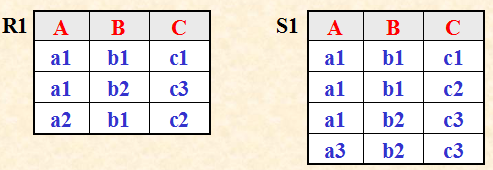 R1 A B C
a1 b1 c1
a1 b2 c3
a2 b1 c2
S1 A B C
a1 b1 c1
a1 b1 c2
a1 b2 c3
a3 b2 c3